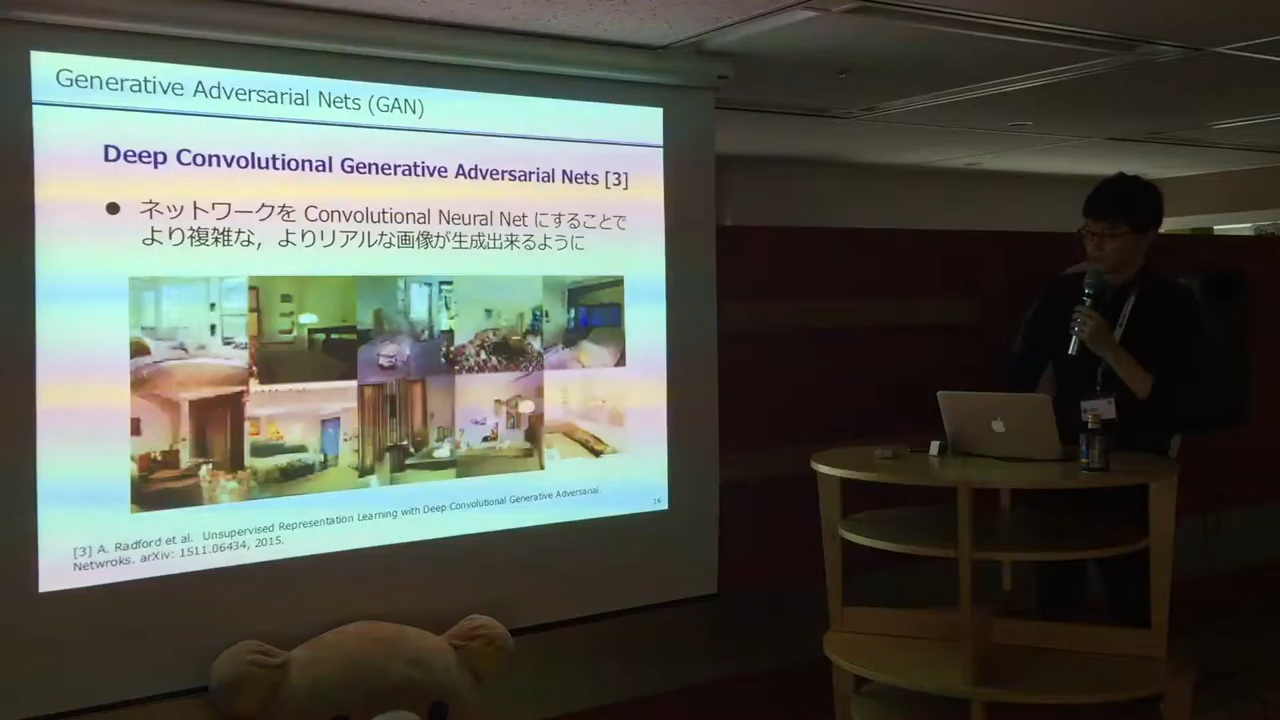 Generative Adversarial Nets (GAN)
Deep Convolutional Generative Adversarial Nets [3]
● ネットワークを Convolutional Neural Net にすることで
より複雑な，よりリアルな画像が生成出来るように
[3] A. Radford et al. Unsupervised Representation Learning with Deep Convolutional Generative Adversarial
Netwroks. arXiv: 1511.06434, 2015.
16